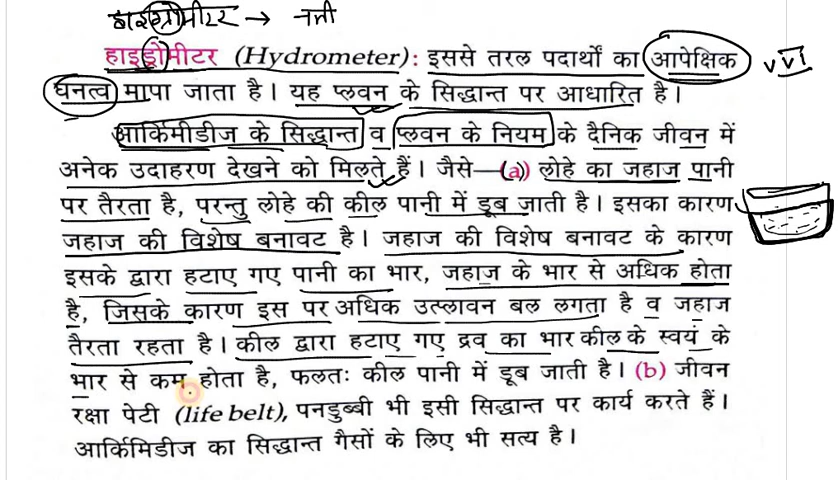 हाइग्रोमीटर → नमी
हाइड्रोमीटर (Hydrometer): इससे तरल पदार्थों का आपेक्षिक
घनत्व मापा जाता है। यह प्लवन के सिद्धान्त पर आधारित है।
आर्किमीडीज के सिद्धान्त व प्लवन के नियम के दैनिक जीवन में
अनेक उदाहरण देखने को मिलते हैं। जैसे—(a) लोहे का जहाज पानी
पर तैरता है, परन्तु लोहे की कील पानी में डूब जाती है। इसका कारण
जहाज की विशेष बनावट है। जहाज की विशेष बनावट के कारण
इसके द्वारा हटाए गए पानी का भार, जहाज के भार से अधिक होता
है, जिसके कारण इस पर अधिक उत्प्लावन बल लगता है व जहाज
तैरता रहता है। कील द्वारा हटाए गए द्रव का भार कील के स्वयं के
भार से कम होता है, फलतः कील पानी में डूब जाती है। (b) जीवन
रक्षा पेटी (life belt), पनडुब्बी भी इसी सिद्धान्त पर कार्य करते हैं।
आर्किमिडीज का सिद्धान्त गैसों के लिए भी सत्य है।